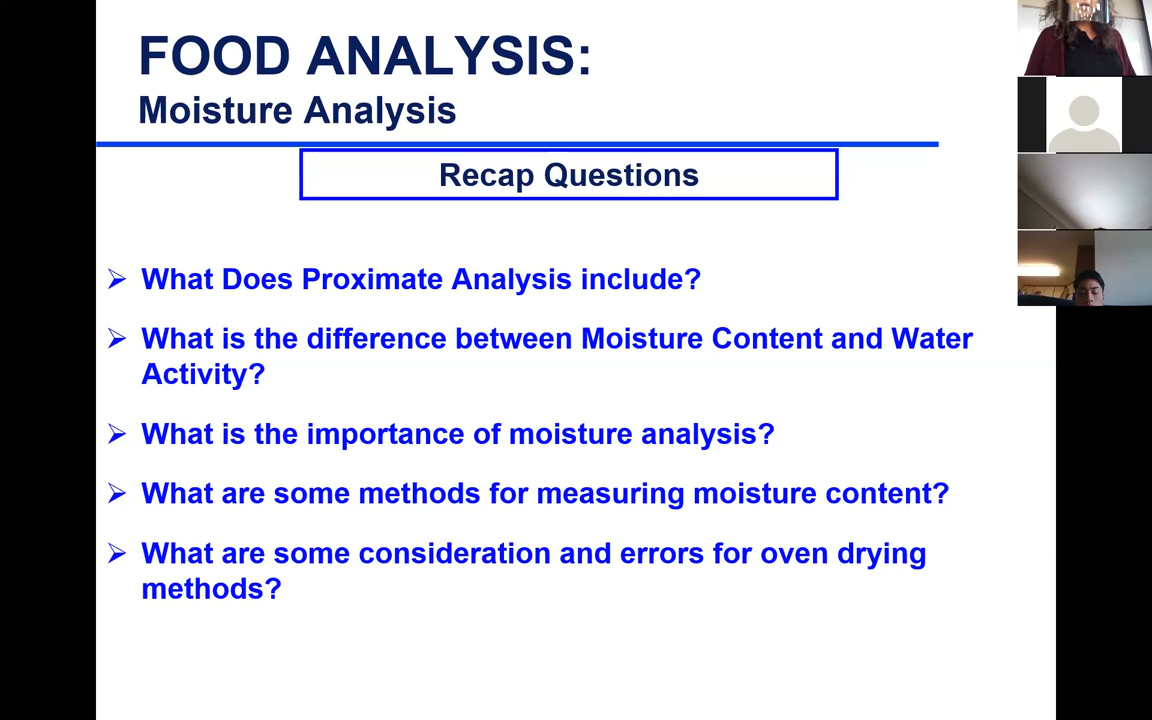 FOOD ANALYSIS:
Moisture Analysis
Recap Questions
➢ What Does Proximate Analysis include?
➢ What is the difference between Moisture Content and Water
Activity?
➢ What is the importance of moisture analysis?
➢ What are some methods for measuring moisture content?
➢ What are some consideration and errors for oven drying
methods?